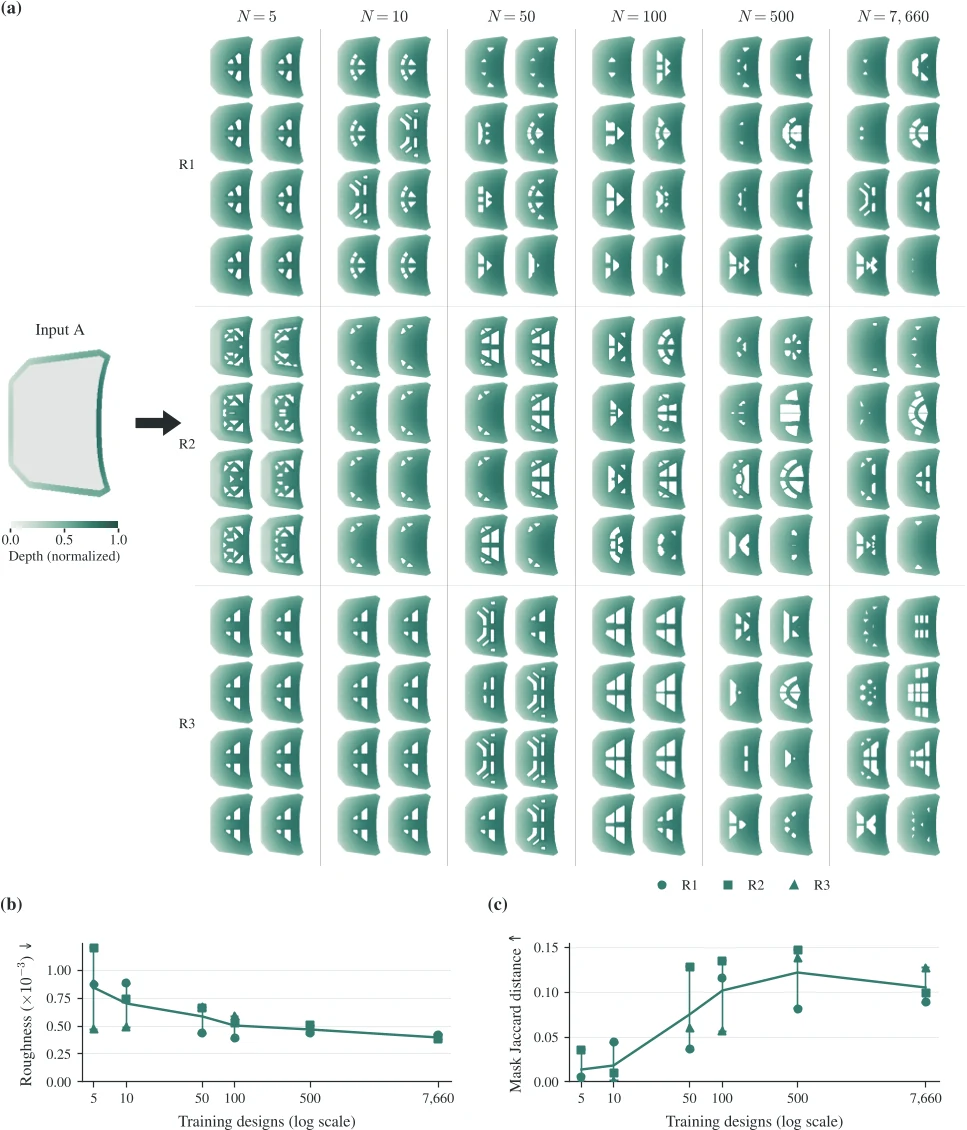 (a)
N = 5 N = 10 N = 50 N = 100 N = 500 N = 7, 660
R1
Input A
R2
0.0 0.5 1.0
Depth (normalized)
R3
R1 R2 R3
(b)
Roughness (×10⁻³) ↓
1.00
0.75
0.50
0.25
0.00
5 10 50 100 500 7,660
Training designs (log scale)
(c)
Mask Jaccard distance ↑
0.15
0.10
0.05
0.00
5 10 50 100 500 7,660
Training designs (log scale)